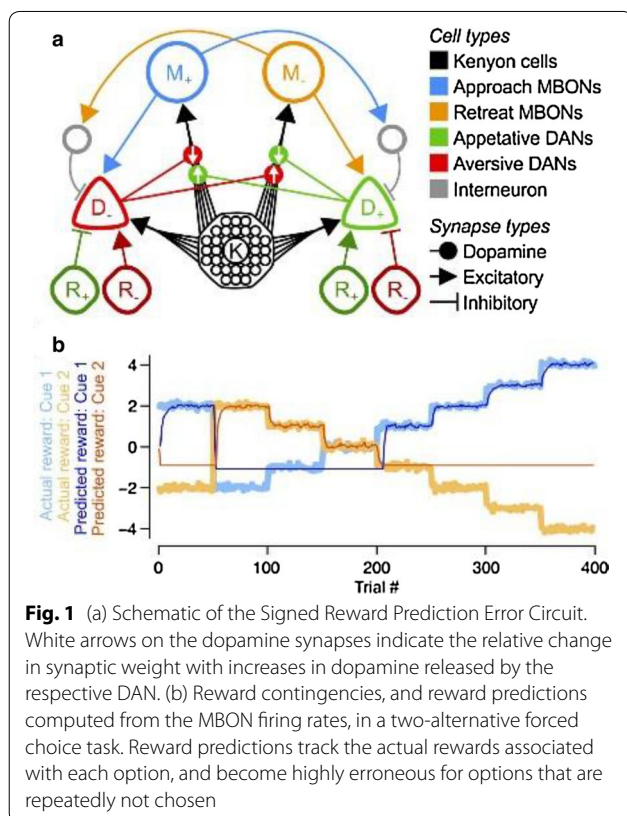 a
M+
M-
D-
D+
K
R+
R-
R+
R-
Cell types
Kenyon cells
Approach MBONs
Retreat MBONs
Appetative DANs
Aversive DANs
Interneuron
Synapse types
Dopamine
Excitatory
Inhibitory
b
Actual reward: Cue 1
Actual reward: Cue 2
Predicted reward: Cue 1
Predicted reward: Cue 2
4
2
0
−2
−4
0
100
200
300
400
Trial #
Fig. 1 (a) Schematic of the Signed Reward Prediction Error Circuit.
White arrows on the dopamine synapses indicate the relative change
in synaptic weight with increases in dopamine released by the
respective DAN. (b) Reward contingencies, and reward predictions
computed from the MBON firing rates, in a two-alternative forced
choice task. Reward predictions track the actual rewards associated
with each option, and become highly erroneous for options that are
repeatedly not chosen